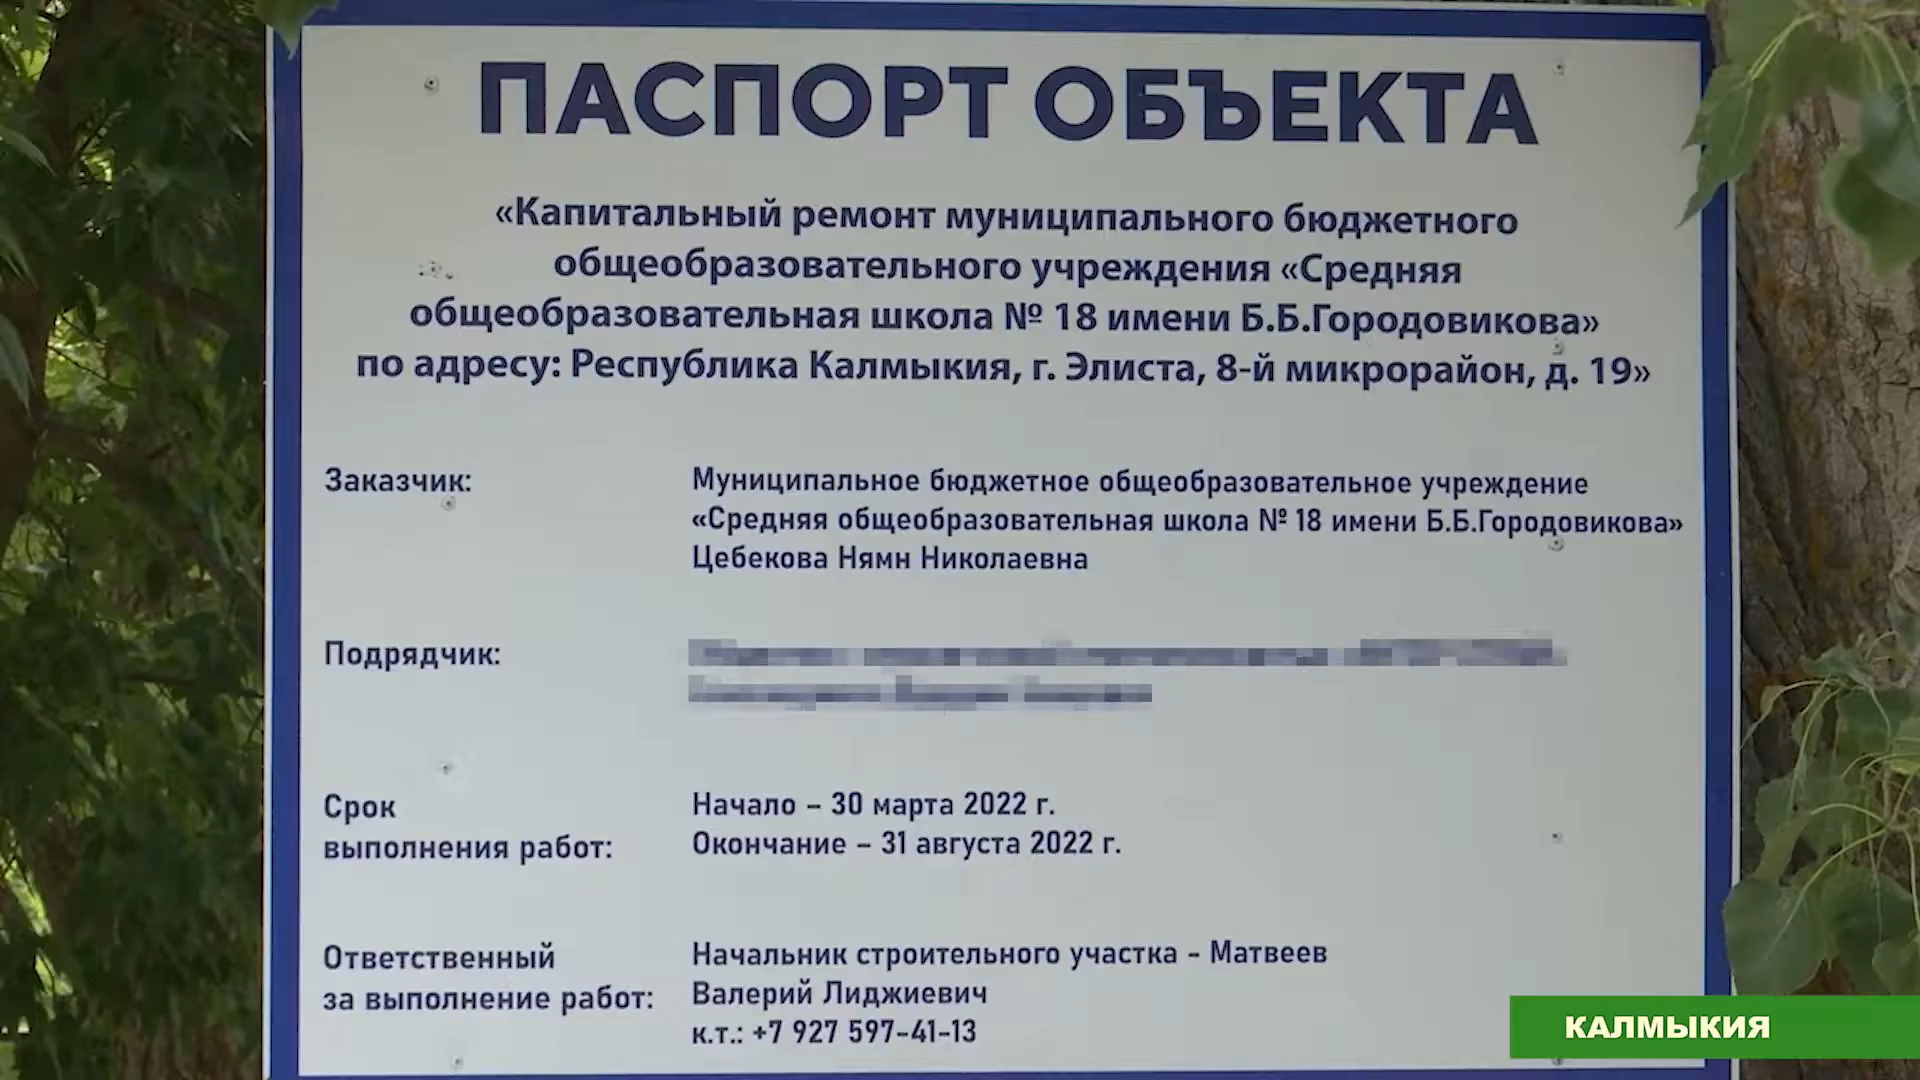 ПАСПОРТ ОБЪЕКТА
«Капитальный ремонт муниципального бюджетного
общеобразовательного учреждения «Средняя
общеобразовательная школа № 18 имени Б.Б.Городовикова»
по адресу: Республика Калмыкия, г. Элиста, 8-й микрорайон, д. 19»
Заказчик: Муниципальное бюджетное общеобразовательное учреждение
«Средняя общеобразовательная школа № 18 имени Б.Б.Городовикова»
Цебекова Нямн Николаевна
Подрядчик:
Срок
выполнения работ:
Начало – 30 марта 2022 г.
Окончание – 31 августа 2022 г.
Ответственный
за выполнение работ:
Начальник строительного участка - Матвеев
Валерий Лиджиевич
к.т.: +7 927 597-41-13
КАЛМЫКИЯ